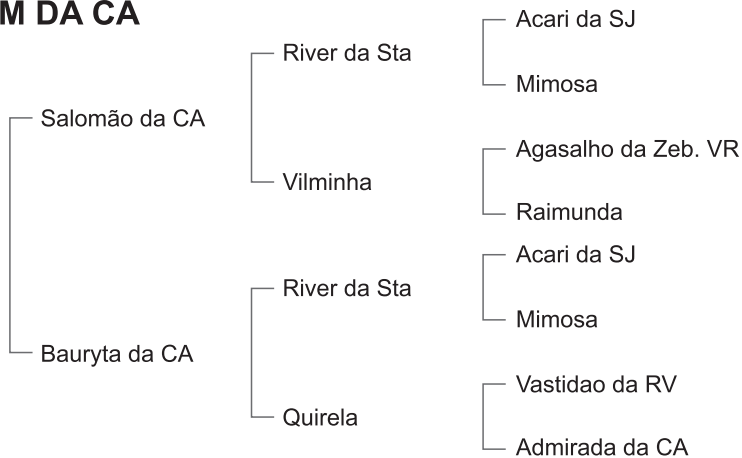 M DA CA
Acari da SJ
River da Sta
Mimosa
Salomão da CA
Agasalho da Zeb. VR
Vilminha
Raimunda
Acari da SJ
River da Sta
Mimosa
Bauryta da CA
Vastidao da RV
Quirela
Admirada da CA